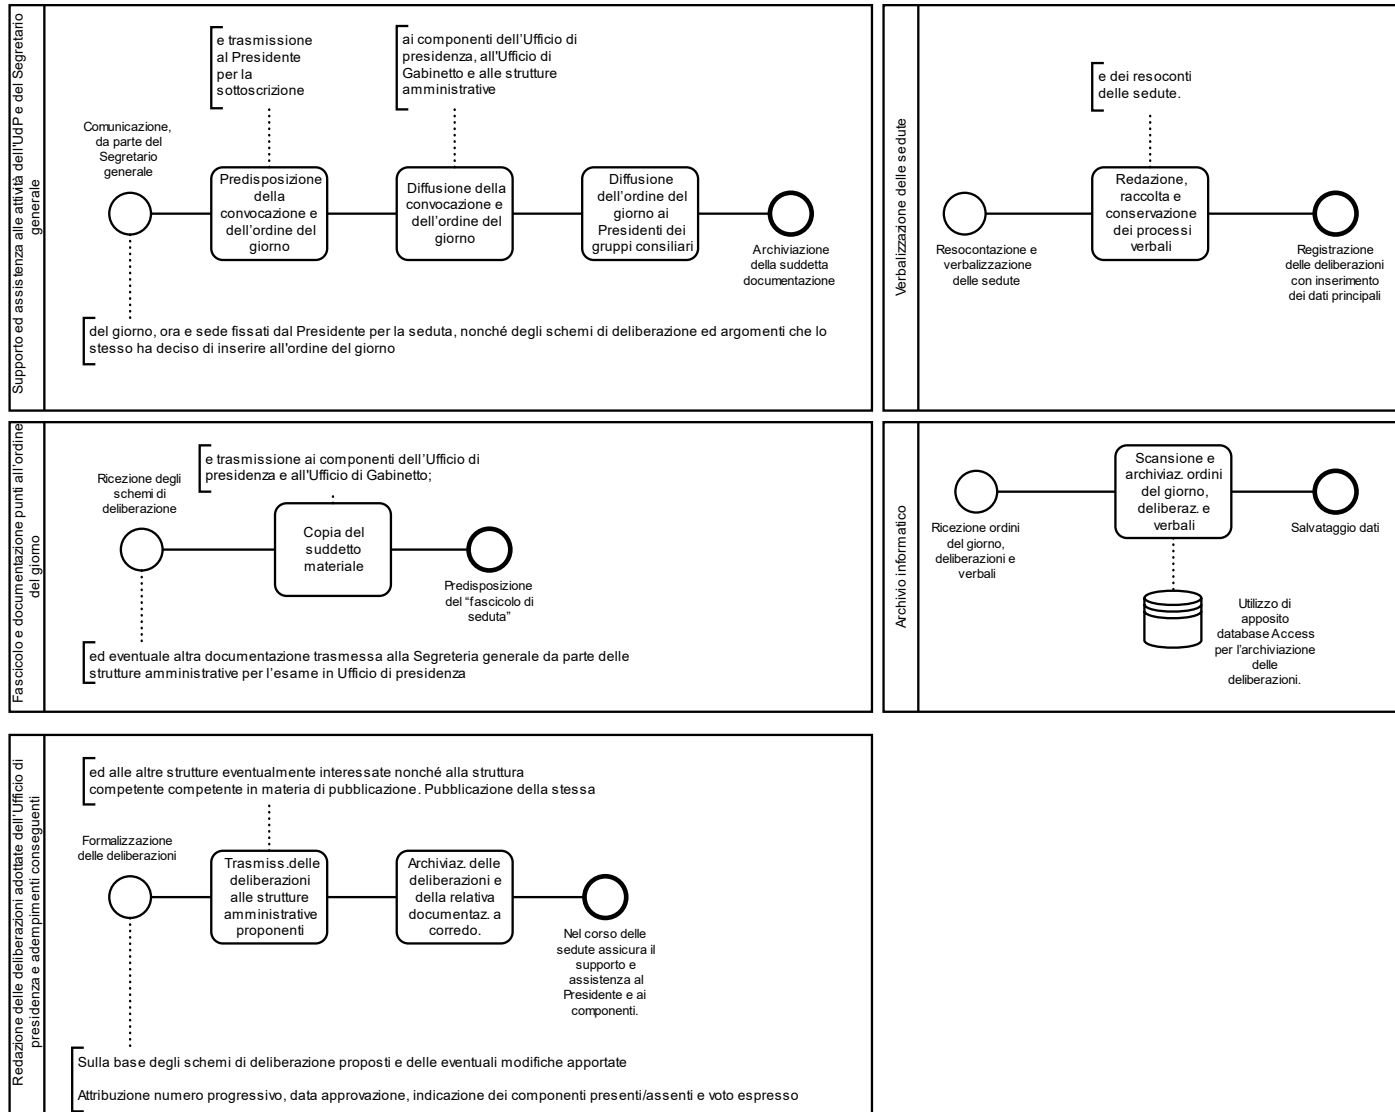 Supporto ed assistenza alle attività dell'UdP e del Segretario
generale
e trasmissione
al Presidente
per la
sottoscrizione
ai componenti dell'Ufficio di
presidenza, all'Ufficio di
Gabinetto e alle strutture
amministrative
Comunicazione,
da parte del
Segretario
generale
Predisposizione
della
convocazione e
dell'ordine del
giorno
Diffusione della
convocazione e
dell'ordine del
giorno
Diffusione
dell'ordine del
giorno ai
Presidenti dei
gruppi consiliari
Archiviazione
della suddetta
documentazione
del giorno, ora e sede fissati dal Presidente per la seduta, nonché degli schemi di deliberazione ed argomenti che lo
stesso ha deciso di inserire all'ordine del giorno
Verbalizzazione delle sedute
e dei resoconti
delle sedute.
Resocontazione e
verbalizzazione
delle sedute
Redazione,
raccolta e
conservazione
dei processi
verbali
Registrazione
delle deliberazioni
con inserimento
dei dati principali
Fascicolo e documentazione punti all'ordine
del giorno
e trasmissione ai componenti dell'Ufficio di
presidenza e all'Ufficio di Gabinetto;
Ricezione degli
schemi di
deliberazione
Copia del
suddetto
materiale
Predisposizione
del “fascicolo di
seduta”
ed eventuale altra documentazione trasmessa alla Segreteria generale da parte delle
strutture amministrative per l'esame in Ufficio di presidenza
Archivio informatico
Ricezione ordini
del giorno,
deliberazioni e
verbali
Scansione e
archiviaz. ordini
del giorno,
deliberaz. e
verbali
Salvataggio dati
Utilizzo di
apposito
database Access
per l'archiviazione
delle
deliberazioni.
Redazione delle deliberazioni adottate dell'Ufficio di
presidenza e adempimenti conseguenti
ed alle altre strutture eventualmente interessate nonché alla struttura
competente competente in materia di pubblicazione. Pubblicazione della stessa
Formalizzazione
delle deliberazioni
Trasmiss.delle
deliberazioni
alle strutture
amministrative
proponenti
Archiviaz. delle
deliberazioni e
della relativa
documentaz. a
corredo.
Nel corso delle
sedute assicura il
supporto e
assistenza al
Presidente e ai
componenti.
Sulla base degli schemi di deliberazione proposti e delle eventuali modifiche apportate
Attribuzione numero progressivo, data approvazione, indicazione dei componenti presenti/assenti e voto espresso